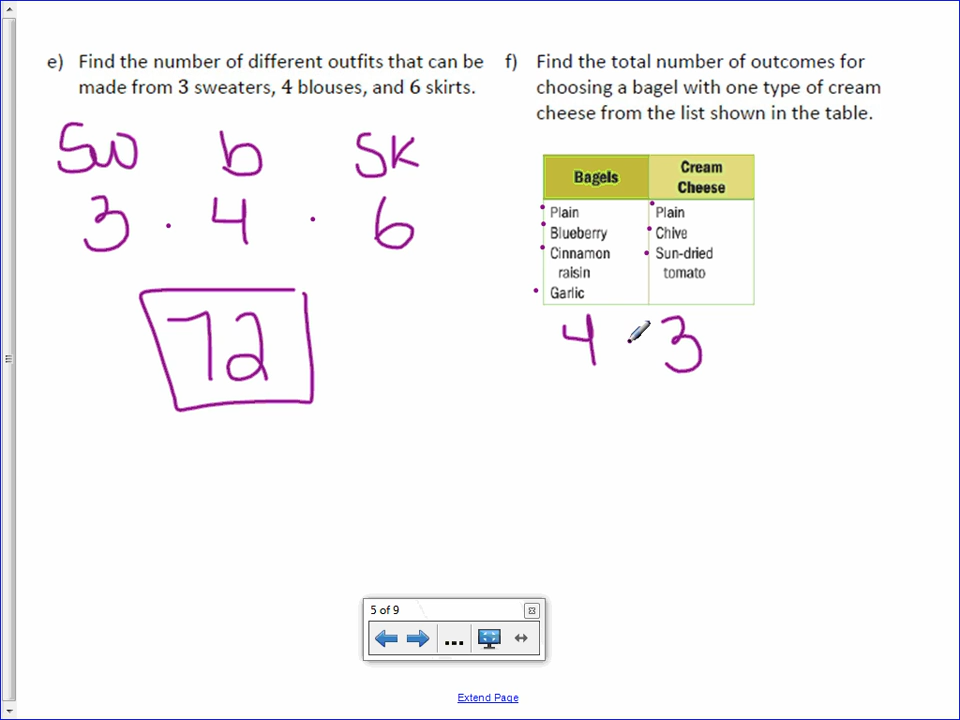 e) Find the number of different outfits that can be
made from 3 sweaters, 4 blouses, and 6 skirts.
Sw b SK
3 · 4 · 6
72
f) Find the total number of outcomes for
choosing a bagel with one type of cream
cheese from the list shown in the table.
Bagels
Cream
Cheese
Plain Plain
Blueberry Chive
Cinnamon Sun-dried
raisin tomato
Garlic
4 · 3
5 of 9
...
Extend Page